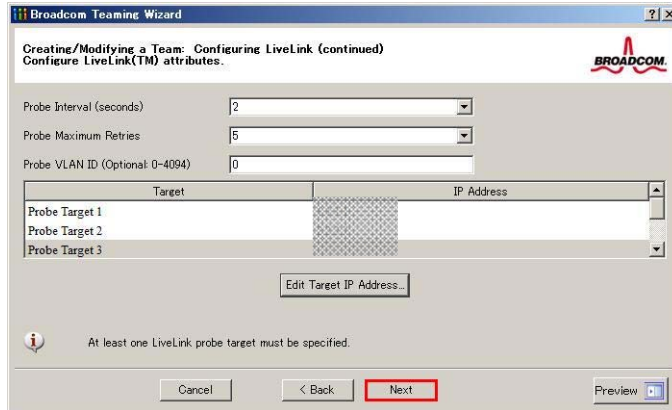 Broadcom Teaming Wizard
Creating/Modifying a Team: Configuring LiveLink (continued)
Configure LiveLink(TM) attributes.
BROADCOM.
Probe Interval (seconds) 2
Probe Maximum Retries 5
Probe VLAN ID (Optional: 0-4094) 0
Target IP Address
Probe Target 1
Probe Target 2
Probe Target 3
Edit Target IP Address...
At least one LiveLink probe target must be specified.
Cancel < Back Next Preview